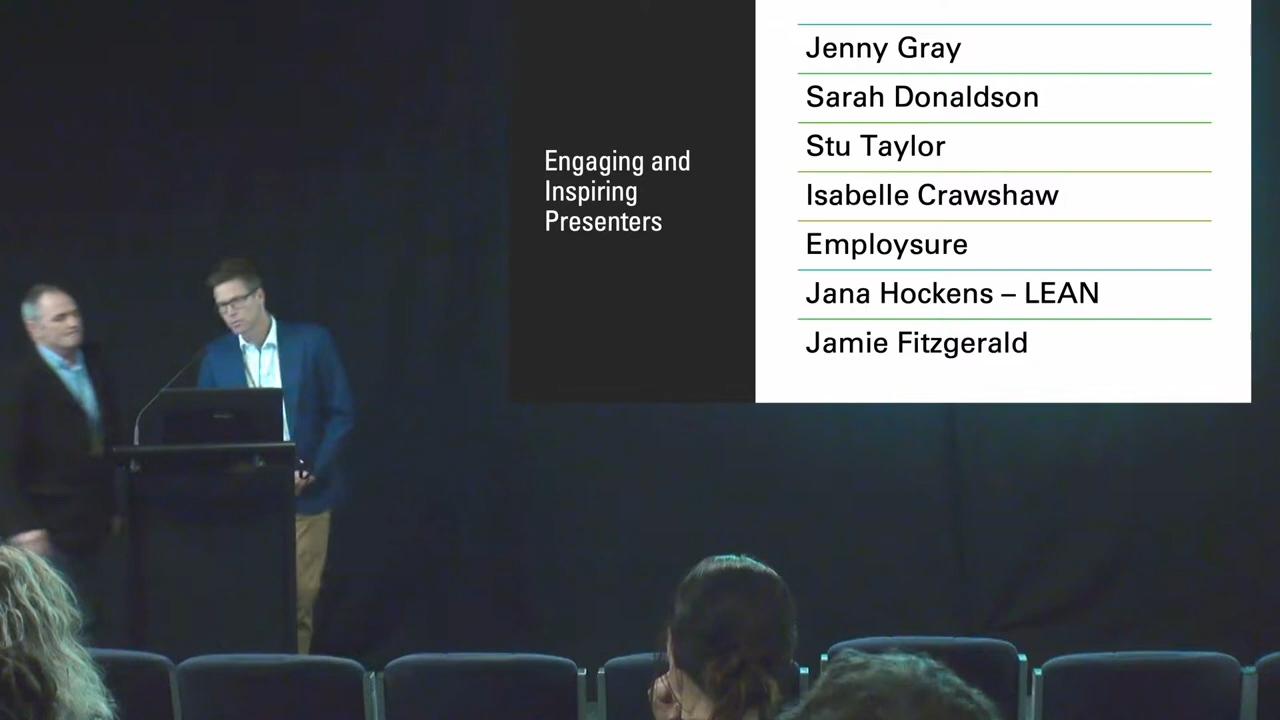 Engaging and
Inspiring
Presenters
Jenny Gray
Sarah Donaldson
Stu Taylor
Isabelle Crawshaw
Employsure
Jana Hockens – LEAN
Jamie Fitzgerald